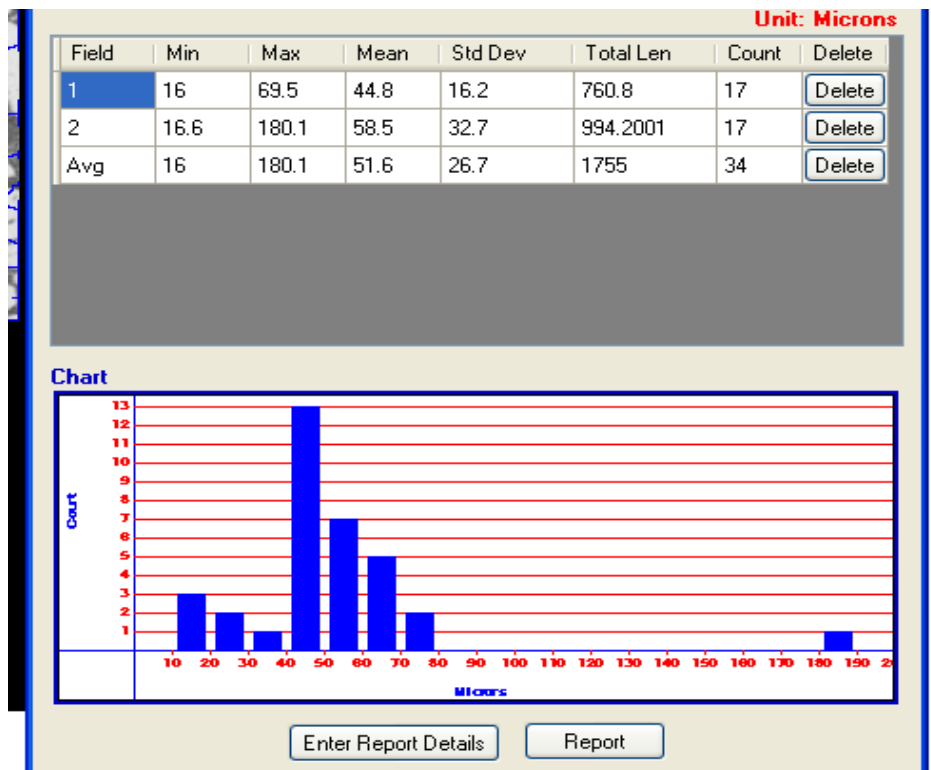 Unit: Microns
Field Min Max Mean Std Dev Total Len Count Delete
1 16 69.5 44.8 16.2 760.8 17 Delete
2 16.6 180.1 58.5 32.7 994.2001 17 Delete
Avg 16 180.1 51.6 26.7 1755 34 Delete
Chart
13
12
11
10
9
8
7
6
5
4
3
2
1
Count
10 20 30 40 50 60 70 80 90 100 110 120 130 140 150 160 170 180 190 2
Microns
Enter Report Details Report